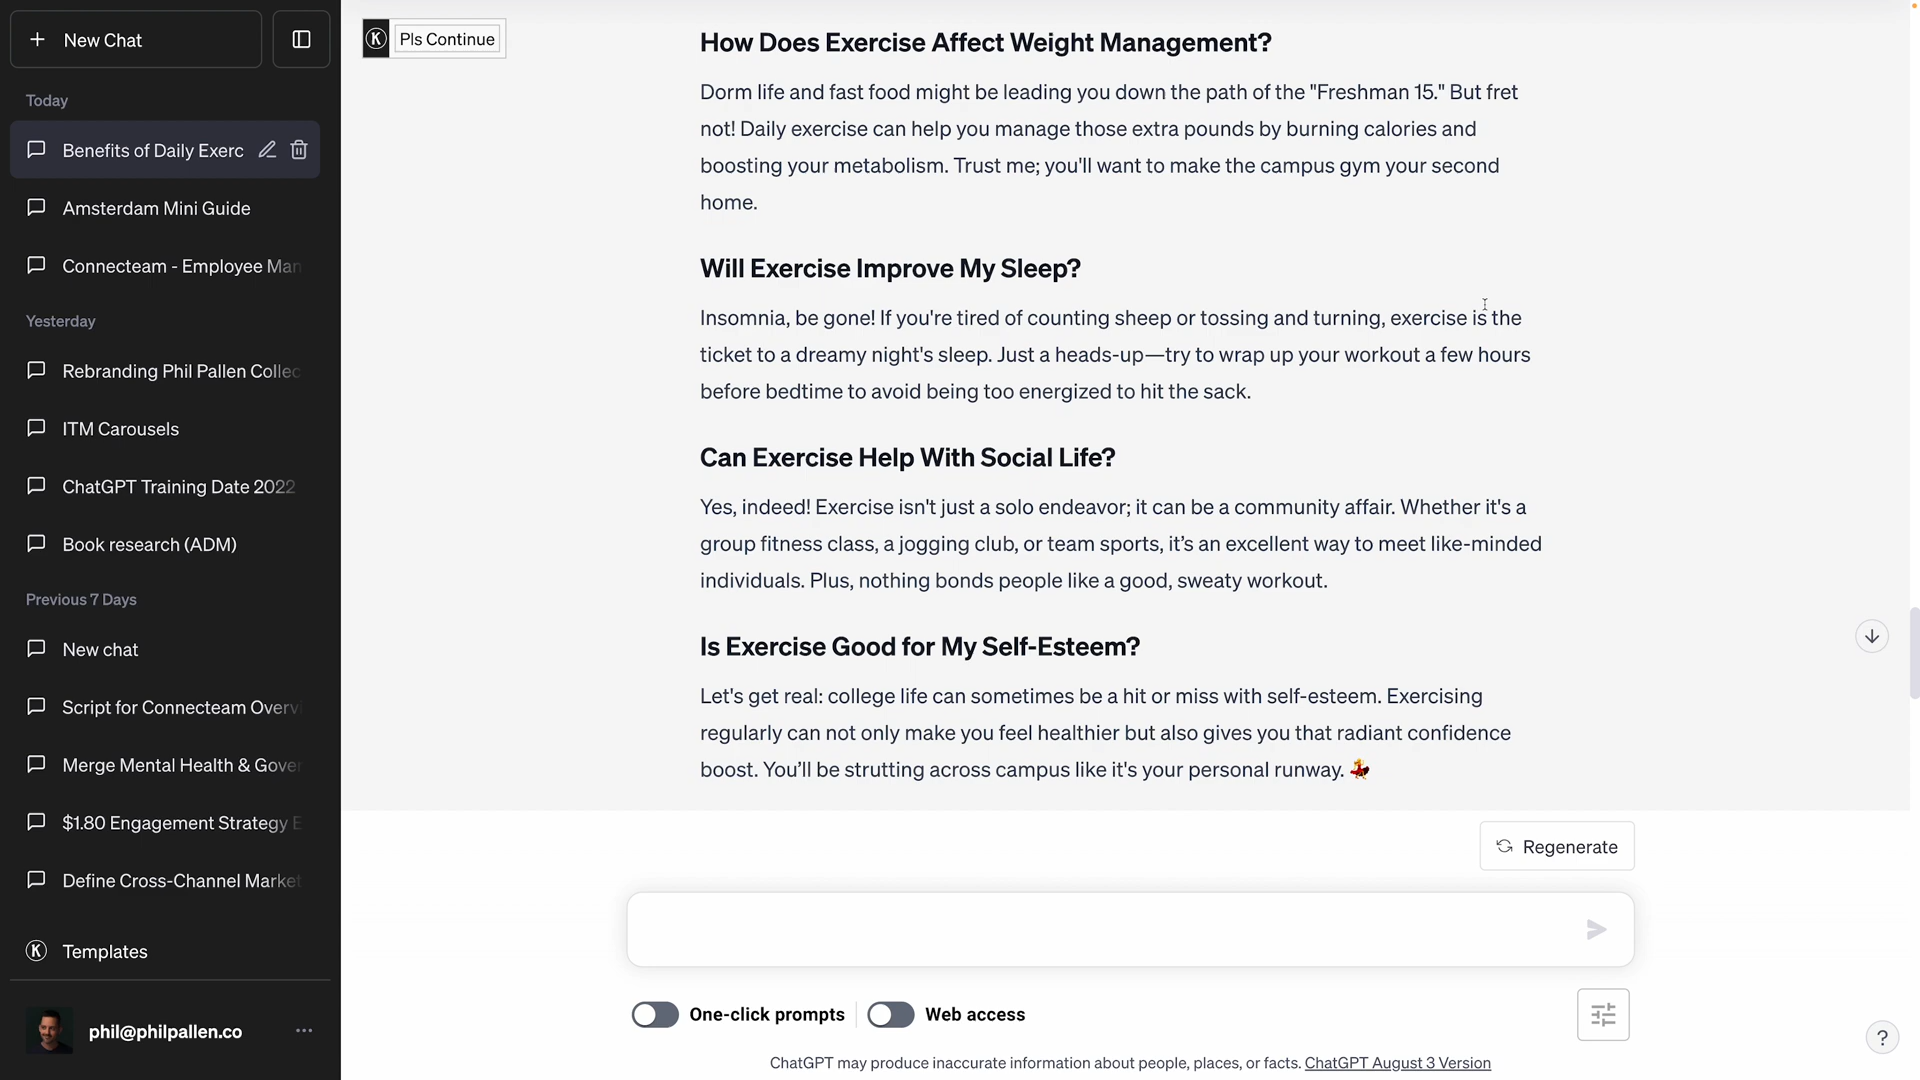 New Chat
Today
Benefits of Daily Exerc
Amsterdam Mini Guide
Connecteam - Employee Man
Yesterday
Rebranding Phil Pallen Collec
ITM Carousels
ChatGPT Training Date 2022
Book research (ADM)
Previous 7 Days
New chat
Script for Connecteam Overv
Merge Mental Health & Gover
$1.80 Engagement Strategy E
Define Cross-Channel Market
K Templates
phil@philpallen.co
K Pls Continue
How Does Exercise Affect Weight Management?
Dorm life and fast food might be leading you down the path of the "Freshman 15." But fret
not! Daily exercise can help you manage those extra pounds by burning calories and
boosting your metabolism. Trust me; you'll want to make the campus gym your second
home.
Will Exercise Improve My Sleep?
Insomnia, be gone! If you're tired of counting sheep or tossing and turning, exercise is the
ticket to a dreamy night's sleep. Just a heads-up—try to wrap up your workout a few hours
before bedtime to avoid being too energized to hit the sack.
Can Exercise Help With Social Life?
Yes, indeed! Exercise isn't just a solo endeavor; it can be a community affair. Whether it's a
group fitness class, a jogging club, or team sports, it's an excellent way to meet like-minded
individuals. Plus, nothing bonds people like a good, sweaty workout.
Is Exercise Good for My Self-Esteem?
Let's get real: college life can sometimes be a hit or miss with self-esteem. Exercising
regularly can not only make you feel healthier but also gives you that radiant confidence
boost. You'll be strutting across campus like it's your personal runway. 💃
Regenerate
One-click prompts
Web access
?
ChatGPT may produce inaccurate information about people, places, or facts. ChatGPT August 3 Version